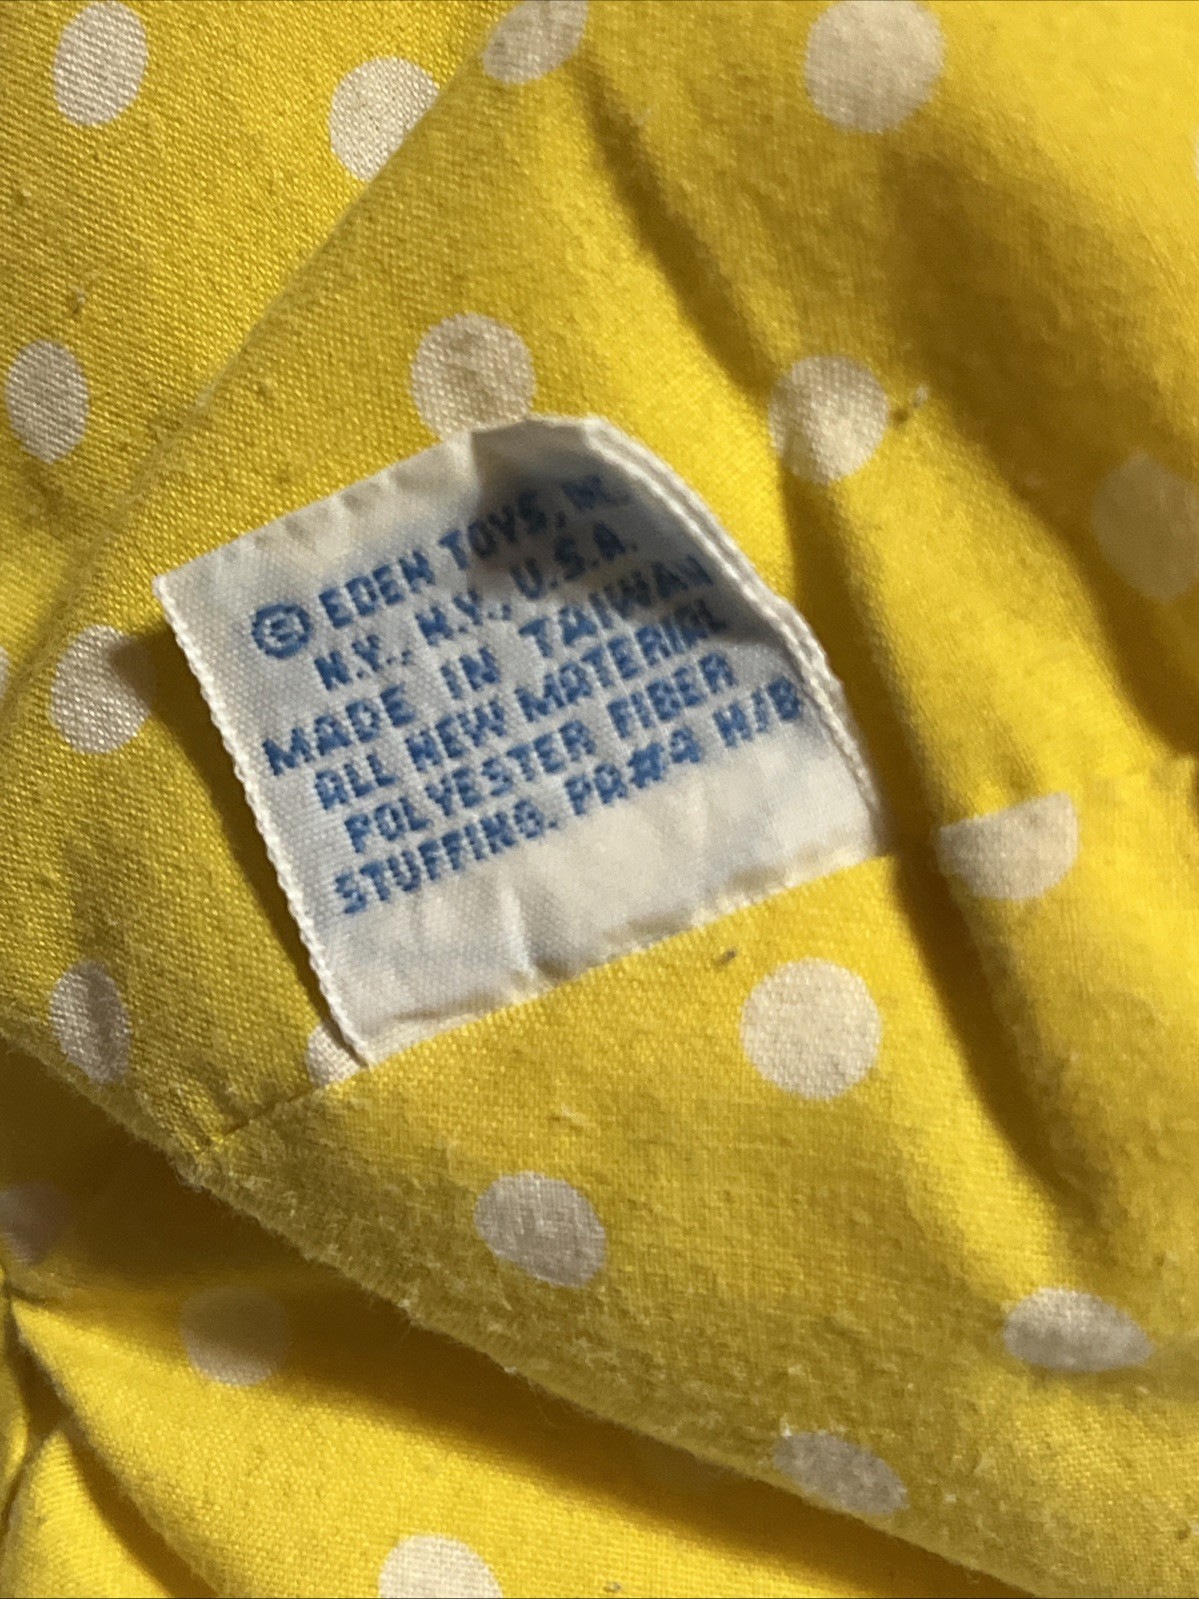 © EDEN TOYS, INC.
N.Y., N.Y., U.S.A.
MADE IN TAIWAN
ALL NEW MATERIAL
POLYESTER FIBER
STUFFING. PA#4 H/B